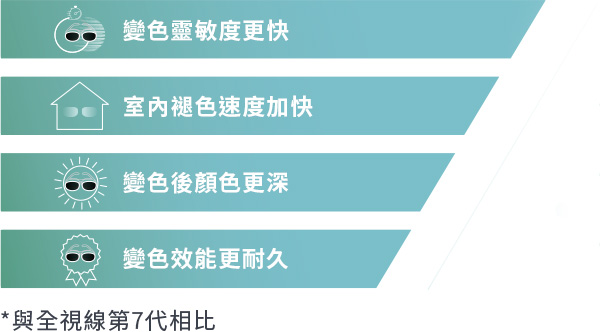 變色靈敏度更快
室內褪色速度加快
變色後顏色更深
變色效能更耐久
*與全視線第7代相比